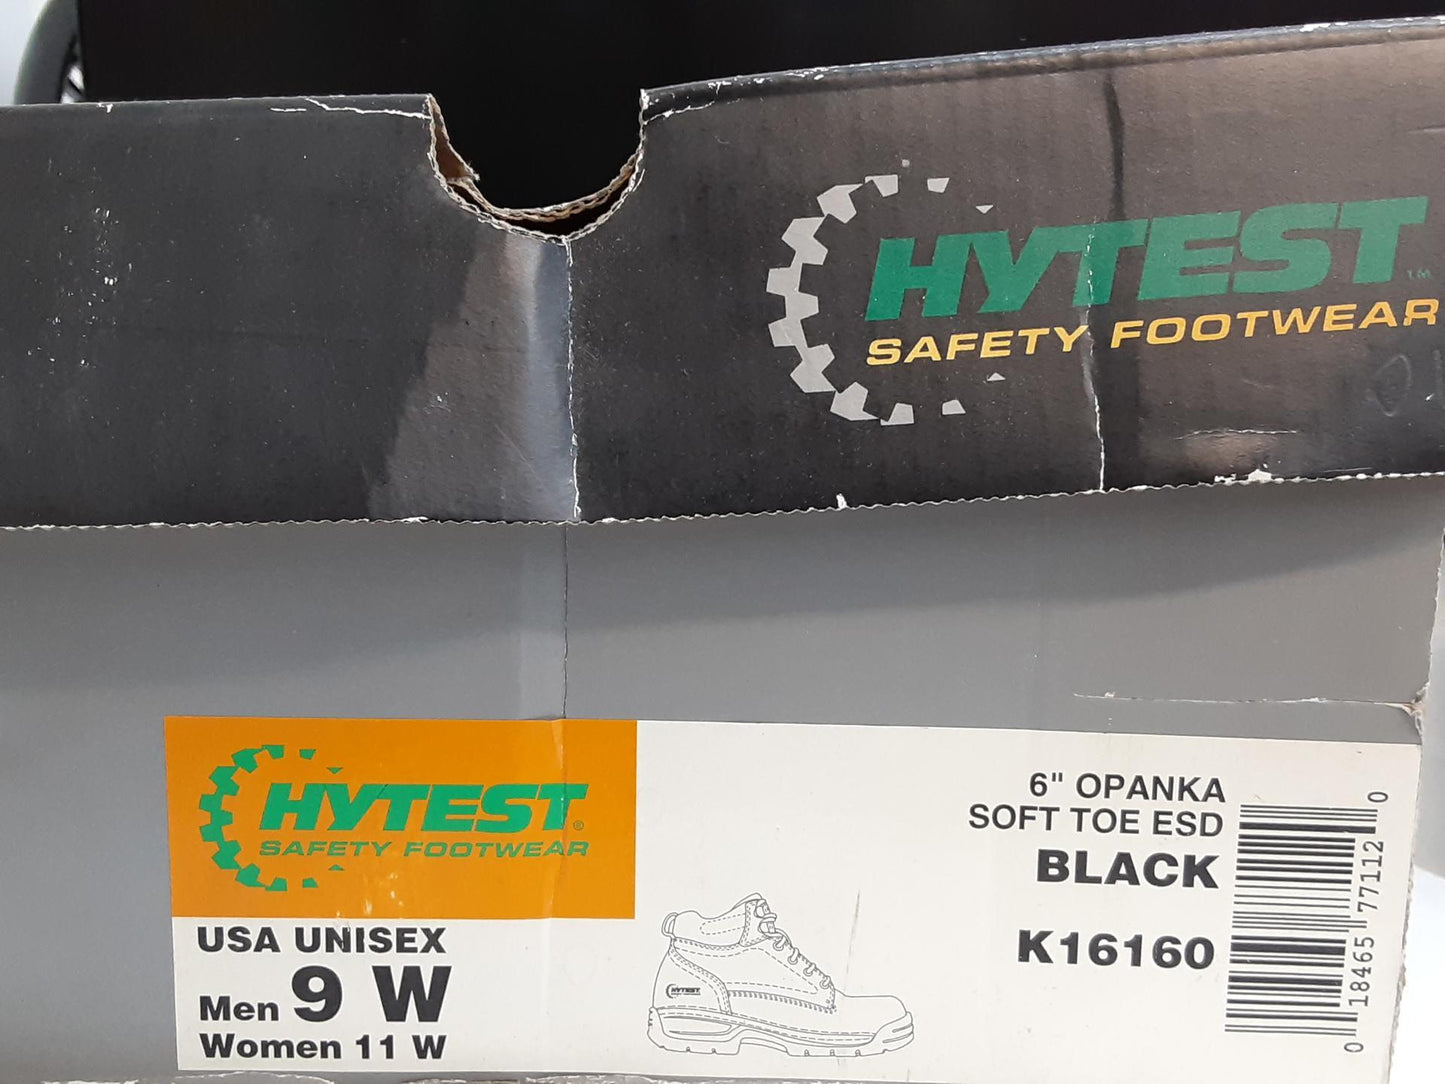 HYTEST™
SAFETY FOOTWEAR
HYTEST®
SAFETY FOOTWEAR
USA UNISEX
Men 9 W
Women 11 W
HYTEST
6" OPANKA
SOFT TOE ESD
BLACK
K16160
0 18465 77112 0